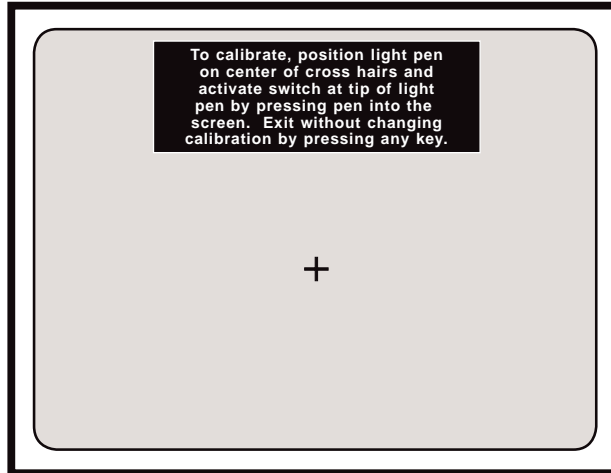 To calibrate, position light pen
on center of cross hairs and
activate switch at tip of light
pen by pressing pen into the
screen.  Exit without changing
calibration by pressing any key.